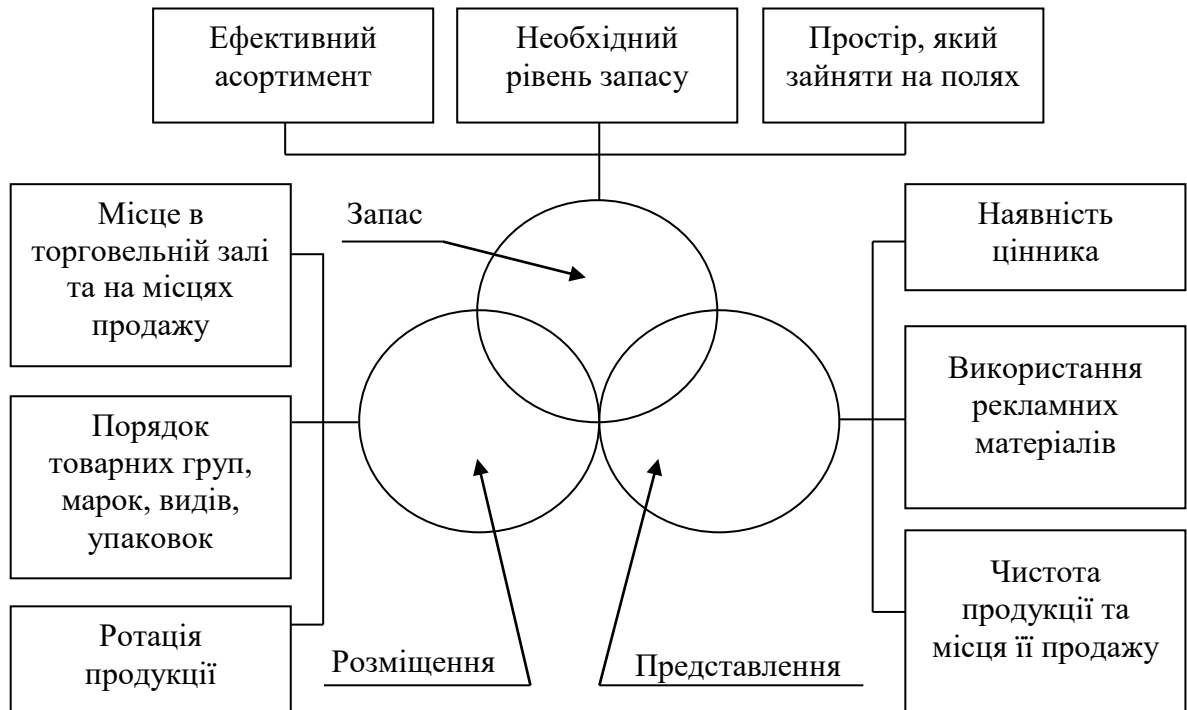 Ефективний
асортимент
Необхідний
рівень запасу
Простір, який
зайняти на полях
Місце в
торговельній залі
та на місцях
продажу
Порядок
товарних груп,
марок, видів,
упаковок
Ротація
продукції
Запас
Розміщення
Представлення
Наявність
цінника
Використання
рекламних
матеріалів
Чистота
продукції та
місця її продажу